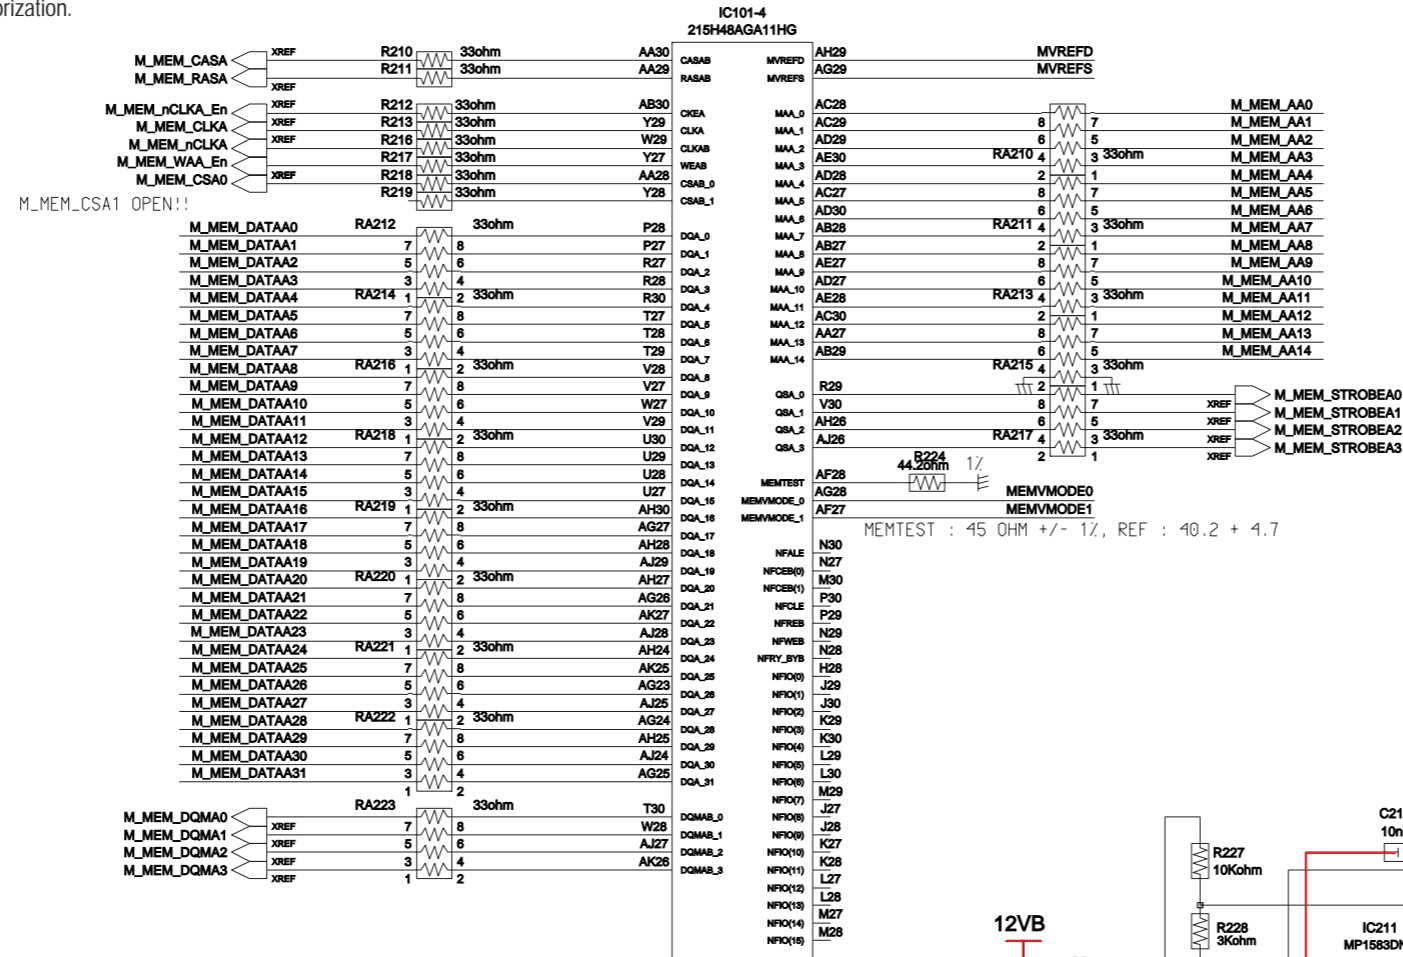 orization.
IC101-4
215H48AGA11HG
M_MEM_CASA XREF R210 33ohm AA30 CASAB MVREFD AH29 MVREFD
M_MEM_RASA XREF R211 33ohm AA29 RASAB MVREFS AG29 MVREFS
M_MEM_nCLKA_En XREF R212 33ohm AB30 CKEA MAA_0 AC28 M_MEM_AA0
M_MEM_CLKA XREF R213 33ohm Y29 CLKA MAA_1 AC29 8 7 M_MEM_AA1
M_MEM_nCLKA XREF R216 33ohm W29 CLKAB MAA_2 AD29 6 5 M_MEM_AA2
M_MEM_WAA_En R217 33ohm Y27 WEAB MAA_3 AE30 RA210 4 3 33ohm M_MEM_AA3
M_MEM_CSA0 XREF R218 33ohm AA28 CSAB_0 MAA_4 AD28 2 1 M_MEM_AA4
R219 33ohm Y28 CSAB_1 MAA_5 AC27 8 7 M_MEM_AA5
M_MEM_CSA1 OPEN!! MAA_6 AD30 6 5 M_MEM_AA6
M_MEM_DATAA0 RA212 33ohm P28 DQA_0 MAA_7 AB28 RA211 4 3 33ohm M_MEM_AA7
M_MEM_DATAA1 7 8 P27 DQA_1 MAA_8 AB27 2 1 M_MEM_AA8
M_MEM_DATAA2 5 6 R27 DQA_2 MAA_9 AE27 8 7 M_MEM_AA9
M_MEM_DATAA3 3 4 R28 DQA_3 MAA_10 AD27 6 5 M_MEM_AA10
M_MEM_DATAA4 RA214 1 2 33ohm R30 DQA_4 MAA_11 AE28 RA213 4 3 33ohm M_MEM_AA11
M_MEM_DATAA5 7 8 T27 DQA_5 MAA_12 AC30 2 1 M_MEM_AA12
M_MEM_DATAA6 5 6 T28 DQA_6 MAA_13 AA27 8 7 M_MEM_AA13
M_MEM_DATAA7 3 4 T29 DQA_7 MAA_14 AB29 6 5 M_MEM_AA14
M_MEM_DATAA8 RA216 1 2 33ohm V28 DQA_8 RA215 4 3 33ohm
M_MEM_DATAA9 7 8 V27 DQA_9 QSA_0 R29 2 1 M_MEM_STROBEA0
M_MEM_DATAA10 5 6 W27 DQA_10 QSA_1 V30 8 7 XREF M_MEM_STROBEA1
M_MEM_DATAA11 3 4 V29 DQA_11 QSA_2 AH26 6 5 XREF M_MEM_STROBEA2
M_MEM_DATAA12 RA218 1 2 33ohm U30 DQA_12 QSA_3 AJ26 RA217 4 3 33ohm XREF M_MEM_STROBEA3
M_MEM_DATAA13 7 8 U29 DQA_13 2 1 XREF
M_MEM_DATAA14 5 6 U28 DQA_14 MEMTEST AF28 R224 44.2ohm 1%
M_MEM_DATAA15 3 4 U27 DQA_15 MEMVMODE_0 AG28 MEMVMODE0
M_MEM_DATAA16 RA219 1 2 33ohm AH30 DQA_16 MEMVMODE_1 AF27 MEMVMODE1
M_MEM_DATAA17 7 8 AG27 DQA_17 MEMTEST : 45 OHM +/- 1%, REF : 40.2 + 4.7
M_MEM_DATAA18 5 6 AH28 DQA_18 NFALE N30
M_MEM_DATAA19 3 4 AJ29 DQA_19 NFCEB(0) N27
M_MEM_DATAA20 RA220 1 2 33ohm AH27 DQA_20 NFCEB(1) M30
M_MEM_DATAA21 7 8 AG26 DQA_21 NFCLE P30
M_MEM_DATAA22 5 6 AK27 DQA_22 NFREB P29
M_MEM_DATAA23 3 4 AJ28 DQA_23 NFWEB N29
M_MEM_DATAA24 RA221 1 2 33ohm AH24 DQA_24 NFRY_BYB N28
M_MEM_DATAA25 7 8 AK25 DQA_25 NFIO(0) H28
M_MEM_DATAA26 5 6 AG23 DQA_26 NFIO(1) J29
M_MEM_DATAA27 3 4 AJ25 DQA_27 NFIO(2) J30
M_MEM_DATAA28 RA222 1 2 33ohm AG24 DQA_28 NFIO(3) K29
M_MEM_DATAA29 7 8 AH25 DQA_29 NFIO(4) K30
M_MEM_DATAA30 5 6 AJ24 DQA_30 NFIO(5) L29
M_MEM_DATAA31 3 4 AG25 DQA_31 NFIO(6) L30
1 2 NFIO(7) M29
M_MEM_DQMA0 RA223 33ohm T30 DQMAB_0 NFIO(8) J27
M_MEM_DQMA1 XREF 7 8 W28 DQMAB_1 NFIO(9) J28
M_MEM_DQMA2 XREF 5 6 AJ27 DQMAB_2 NFIO(10) K27
M_MEM_DQMA3 XREF 3 4 AK26 DQMAB_3 NFIO(11) K28
XREF 1 2 NFIO(12) L27
NFIO(13) L28
NFIO(14) M27
NFIO(15) M28
12VB
R227
10Kohm
R228
3Kohm
C21
10n
IC211
MP1583DN